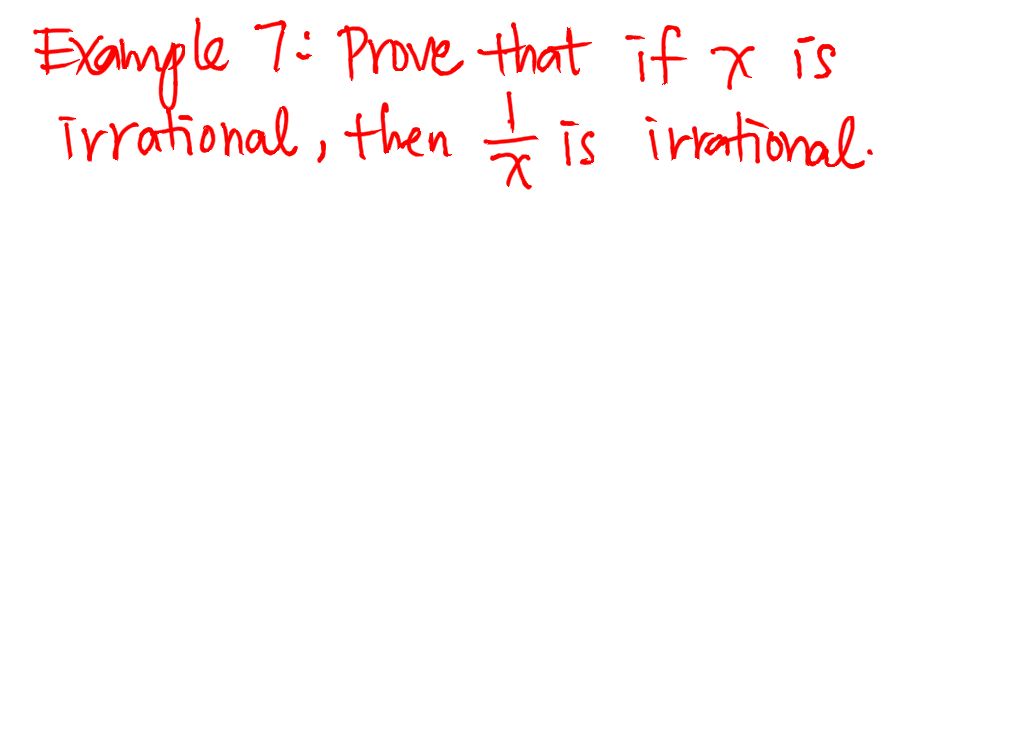 Example 7: Prove that if x is
irrational, then 1/x is irrational.